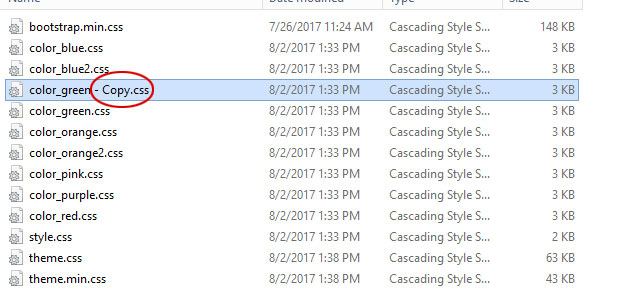 Name Date modified Type Size
bootstrap.min.css 7/26/2017 11:24 AM Cascading Style S... 148 KB
color_blue.css 8/2/2017 1:33 PM Cascading Style S... 3 KB
color_blue2.css 8/2/2017 1:33 PM Cascading Style S... 3 KB
color_green - Copy.css 8/2/2017 1:33 PM Cascading Style S... 3 KB
color_green.css 8/2/2017 1:33 PM Cascading Style S... 3 KB
color_orange.css 8/2/2017 1:33 PM Cascading Style S... 3 KB
color_orange2.css 8/2/2017 1:33 PM Cascading Style S... 3 KB
color_pink.css 8/2/2017 1:33 PM Cascading Style S... 3 KB
color_purple.css 8/2/2017 1:33 PM Cascading Style S... 3 KB
color_red.css 8/2/2017 1:33 PM Cascading Style S... 3 KB
style.css 8/2/2017 1:33 PM Cascading Style S... 2 KB
theme.css 8/2/2017 1:38 PM Cascading Style S... 63 KB
theme.min.css 8/2/2017 1:38 PM Cascading Style S... 43 KB